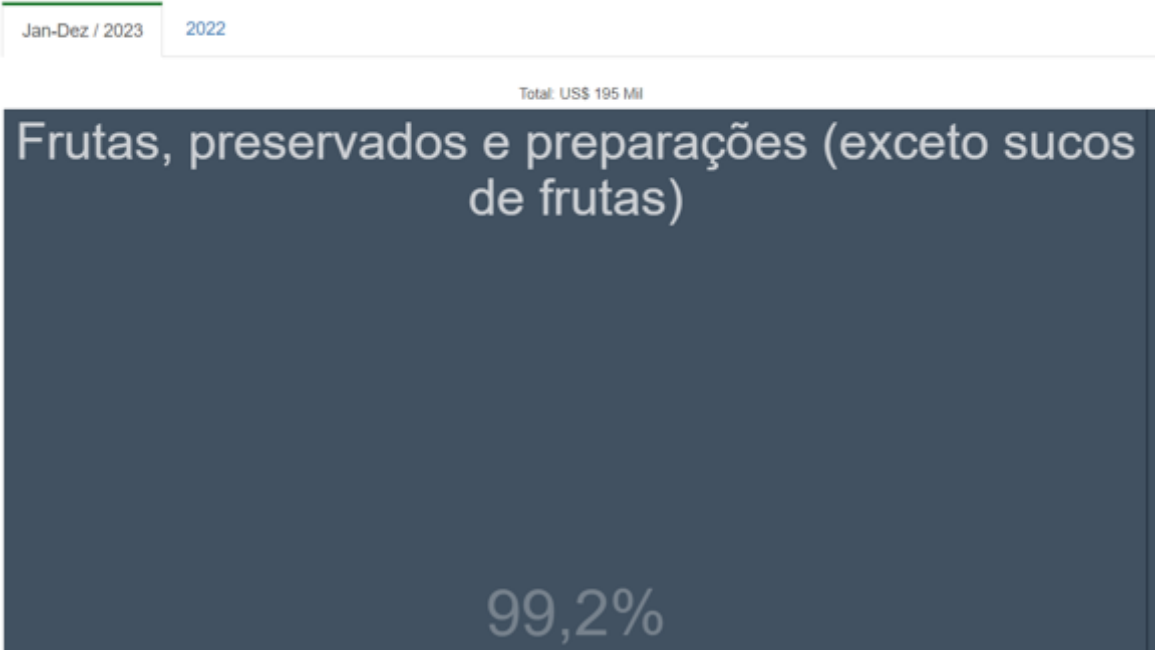 Jan-Dez / 2023 2022
Total: US$ 195 Mil
Frutas, preservados e preparações (exceto sucos
de frutas)
99,2%